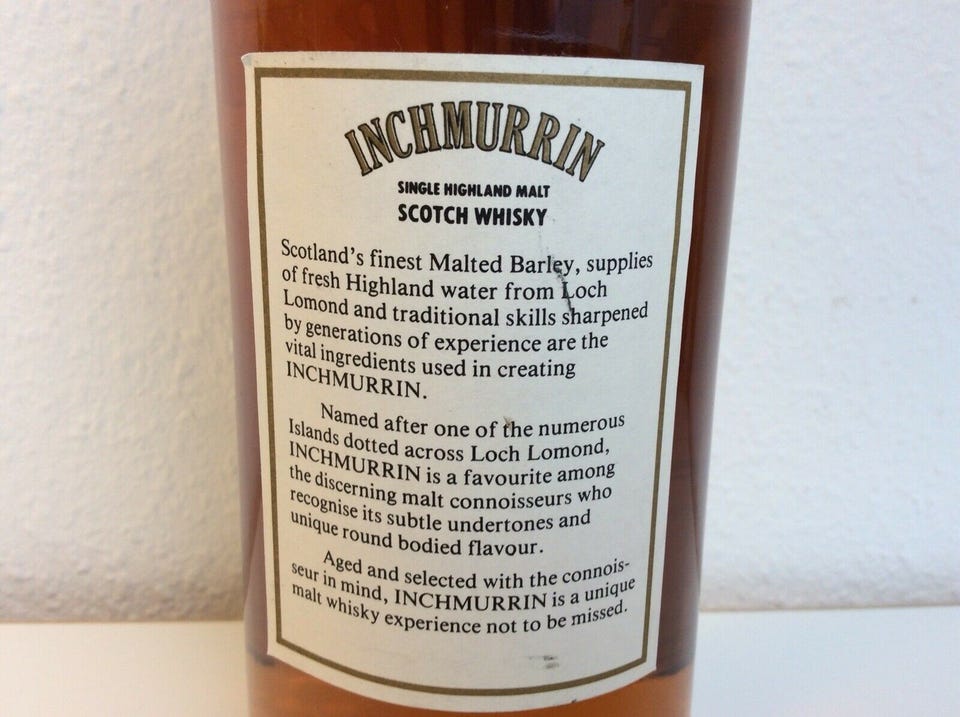 INCHMURRIN
SINGLE HIGHLAND MALT
SCOTCH WHISKY
Scotland's finest Malted Barley, supplies
of fresh Highland water from Loch
Lomond and traditional skills sharpened
by generations of experience are the
vital ingredients used in creating
INCHMURRIN.
Named after one of the numerous
Islands dotted across Loch Lomond,
INCHMURRIN is a favourite among
the discerning malt connoisseurs who
recognise its subtle undertones and
unique round bodied flavour.
Aged and selected with the connois-
seur in mind, INCHMURRIN is a unique
malt whisky experience not to be missed.